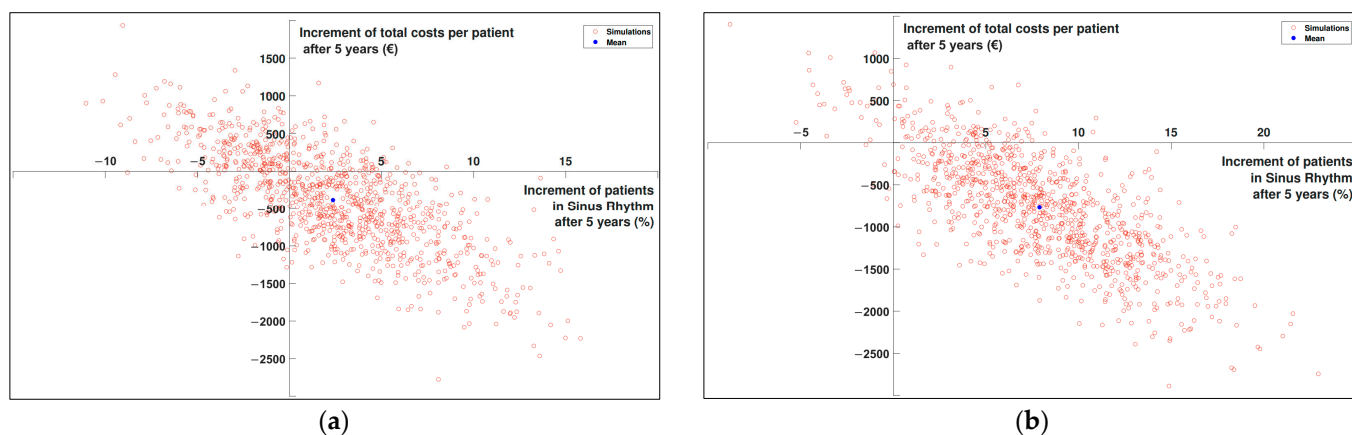 Increment of total costs per patient
after 5 years (€)
Simulations
Mean
1500
1000
500
−10
−5
5
10
15
Increment of patients
in Sinus Rhythm
after 5 years (%)
−500
−1000
−1500
−2000
−2500
(a)
Increment of total costs per patient
after 5 years (€)
Simulations
Mean
1000
500
−5
5
10
15
20
Increment of patients
in Sinus Rhythm
after 5 years (%)
−500
−1000
−1500
−2000
−2500
(b)